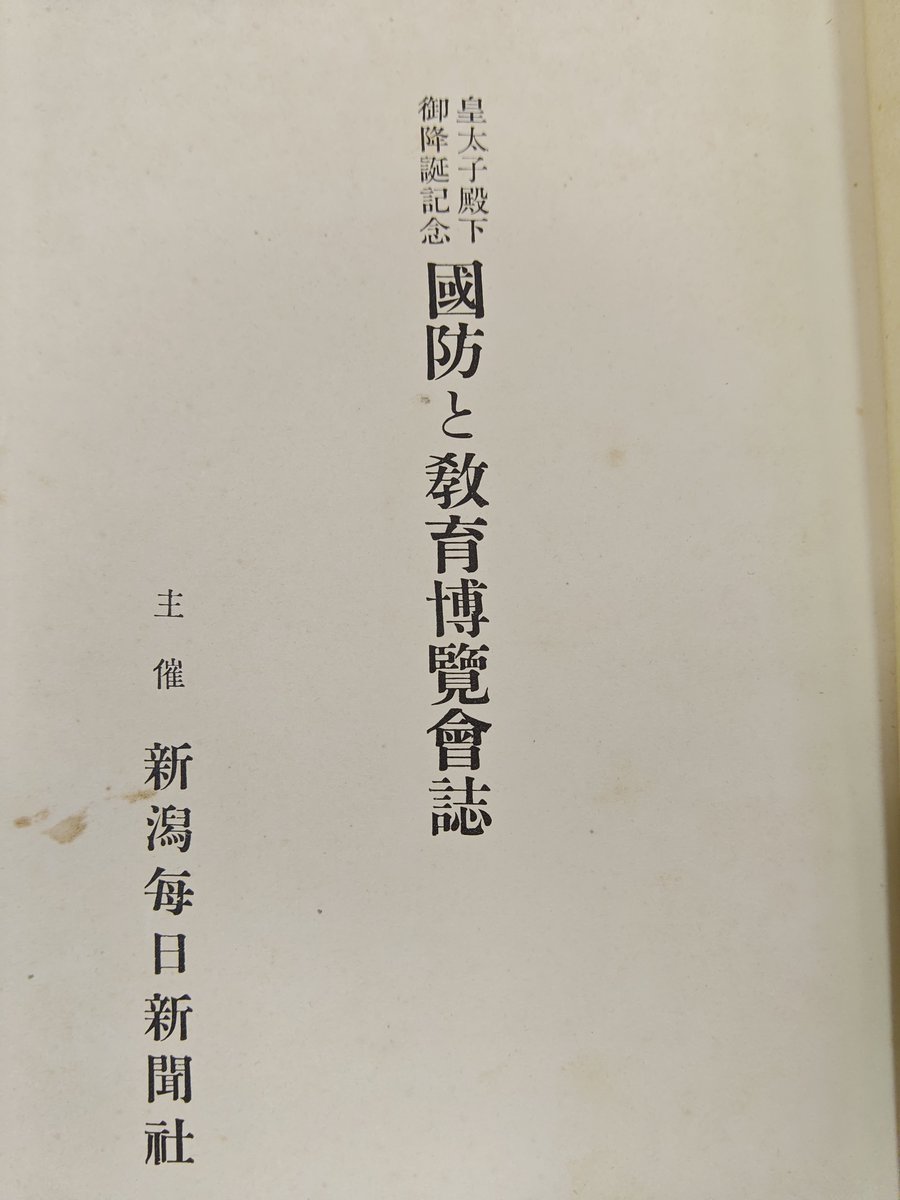 皇太子殿下
御降誕記念
國防と教育博覽會誌
主催 新潟每日新聞社